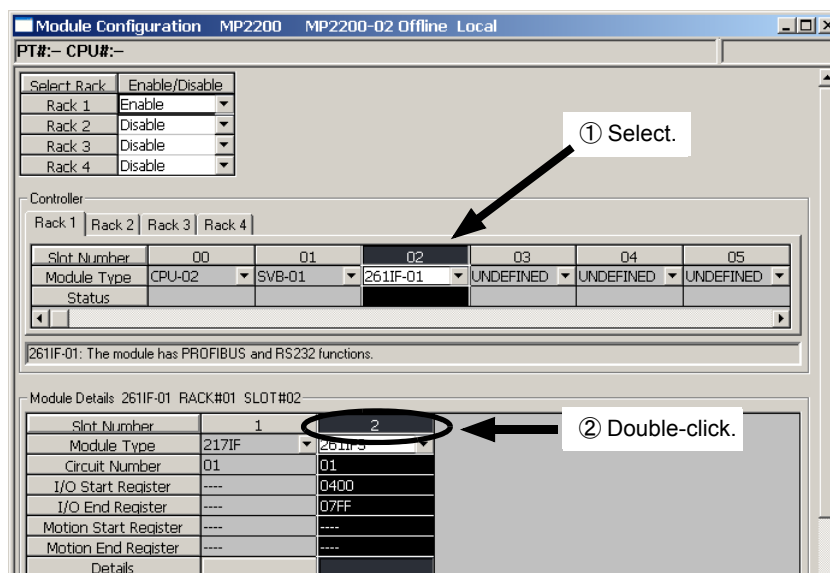 Module Configuration MP2200 MP2200-02 Offline Local
PT#:– CPU#:–
Select Rack Enable/Disable
Rack 1 Enable
Rack 2 Disable
Rack 3 Disable
Rack 4 Disable
① Select.
Controller
Rack 1 Rack 2 Rack 3 Rack 4
Slot Number 00 01 02 03 04 05
Module Type CPU-02 SVB-01 261IF-01 UNDEFINED UNDEFINED UNDEFINED
Status
261IF-01: The module has PROFIBUS and RS232 functions.
Module Details 261IF-01 RACK#01 SLOT#02
Slot Number 1 2
② Double-click.
Module Type 217IF 261IFS
Circuit Number 01 01
I/O Start Register ---- 0400
I/O End Register ---- 07FF
Motion Start Register ---- ----
Motion End Register ---- ----
Details